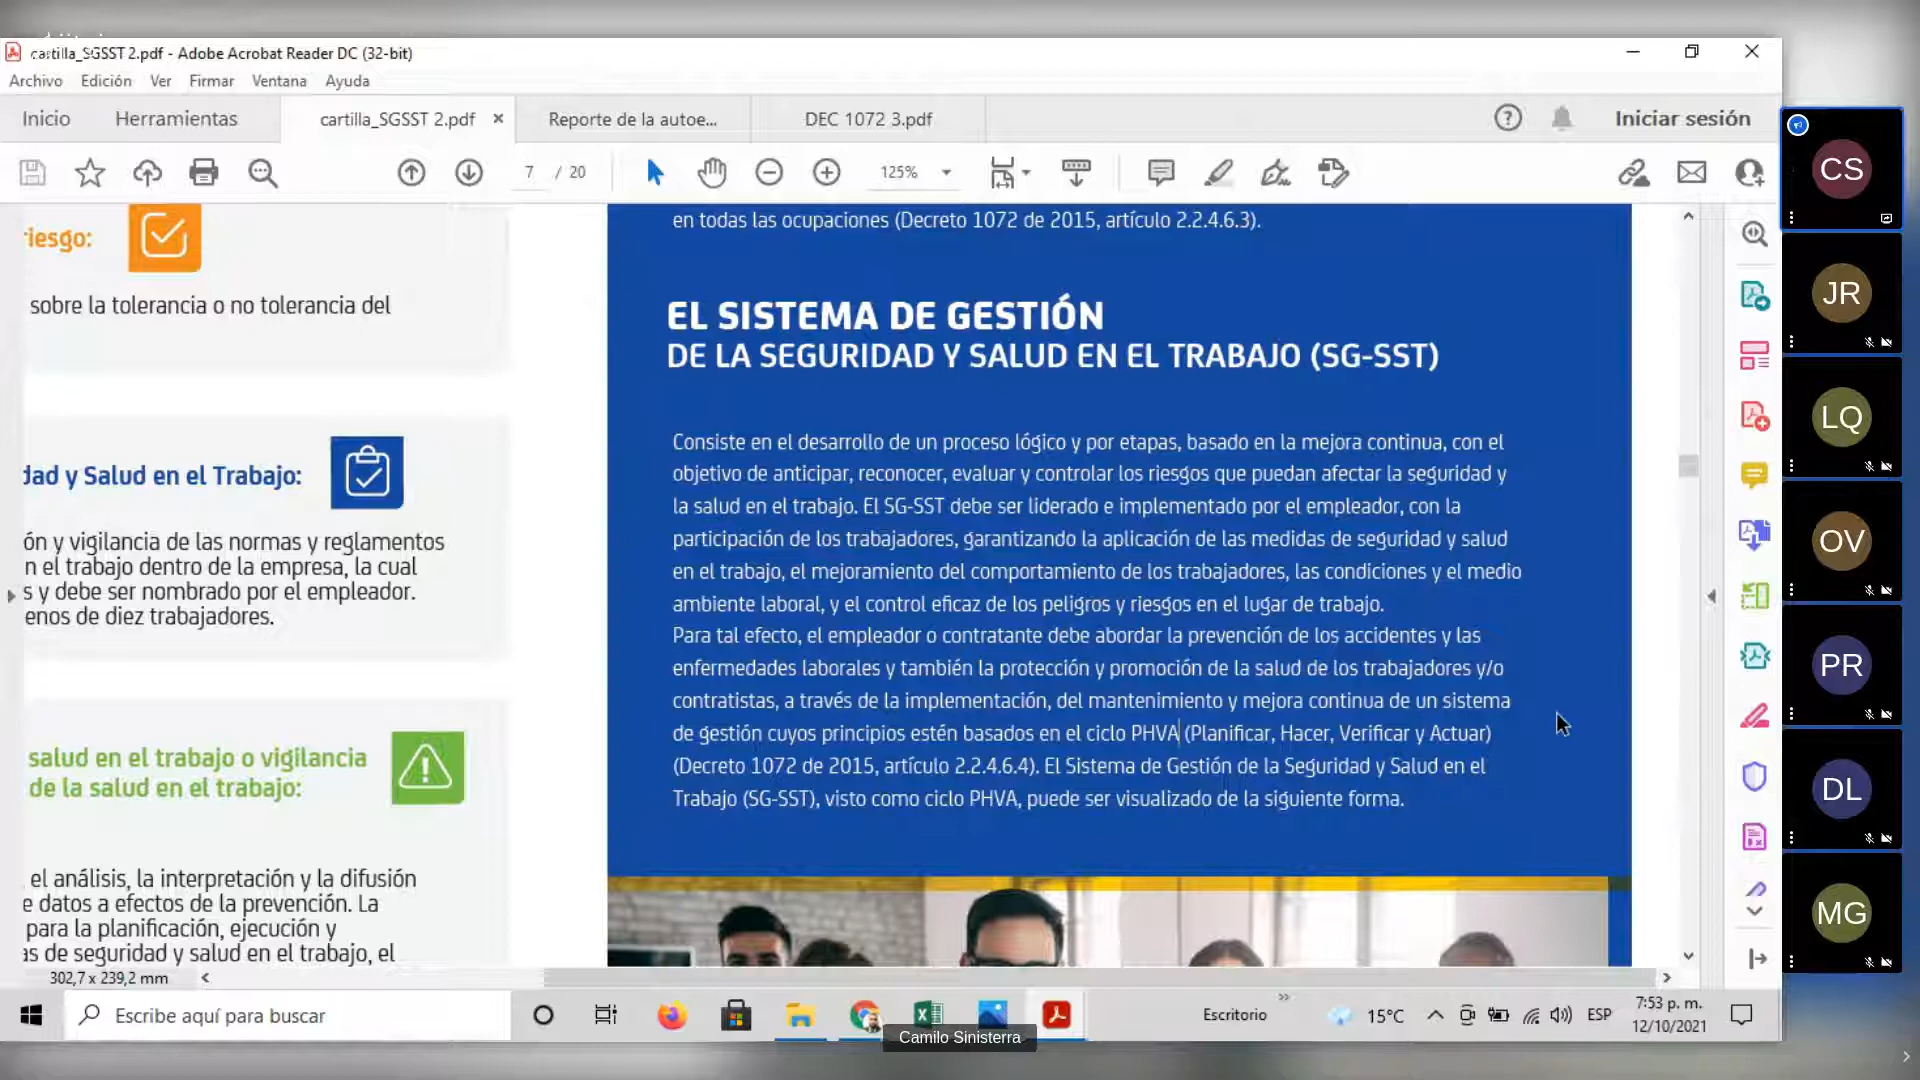 cartilla_SGSST 2.pdf - Adobe Acrobat Reader DC (32-bit)
Archivo Edición Ver Firmar Ventana Ayuda
Inicio Herramientas cartilla_SGSST 2.pdf × Reporte de la autoe... DEC 1072 3.pdf Iniciar sesión
7 / 20 125%
riesgo:
sobre la tolerancia o no tolerancia del
dad y Salud en el Trabajo:
ón y vigilancia de las normas y reglamentos
n el trabajo dentro de la empresa, la cual
s y debe ser nombrado por el empleador.
enos de diez trabajadores.
salud en el trabajo o vigilancia
de la salud en el trabajo:
el análisis, la interpretación y la difusión
e datos a efectos de la prevención. La
para la planificación, ejecución y
as de seguridad y salud en el trabajo, el
302,7 x 239,2 mm
en todas las ocupaciones (Decreto 1072 de 2015, artículo 2.2.4.6.3).
EL SISTEMA DE GESTIÓN
DE LA SEGURIDAD Y SALUD EN EL TRABAJO (SG-SST)
Consiste en el desarrollo de un proceso lógico y por etapas, basado en la mejora continua, con el
objetivo de anticipar, reconocer, evaluar y controlar los riesgos que puedan afectar la seguridad y
la salud en el trabajo. El SG-SST debe ser liderado e implementado por el empleador, con la
participación de los trabajadores, garantizando la aplicación de las medidas de seguridad y salud
en el trabajo, el mejoramiento del comportamiento de los trabajadores, las condiciones y el medio
ambiente laboral, y el control eficaz de los peligros y riesgos en el lugar de trabajo.
Para tal efecto, el empleador o contratante debe abordar la prevención de los accidentes y las
enfermedades laborales y también la protección y promoción de la salud de los trabajadores y/o
contratistas, a través de la implementación, del mantenimiento y mejora continua de un sistema
de gestión cuyos principios estén basados en el ciclo PHVA (Planificar, Hacer, Verificar y Actuar)
(Decreto 1072 de 2015, artículo 2.2.4.6.4). El Sistema de Gestión de la Seguridad y Salud en el
Trabajo (SG-SST), visto como ciclo PHVA, puede ser visualizado de la siguiente forma.
CS
JR
LQ
OV
PR
DL
MG
Escribe aquí para buscar
Escritorio 15°C ESP 7:53 p. m.
12/10/2021
Camilo Sinisterra